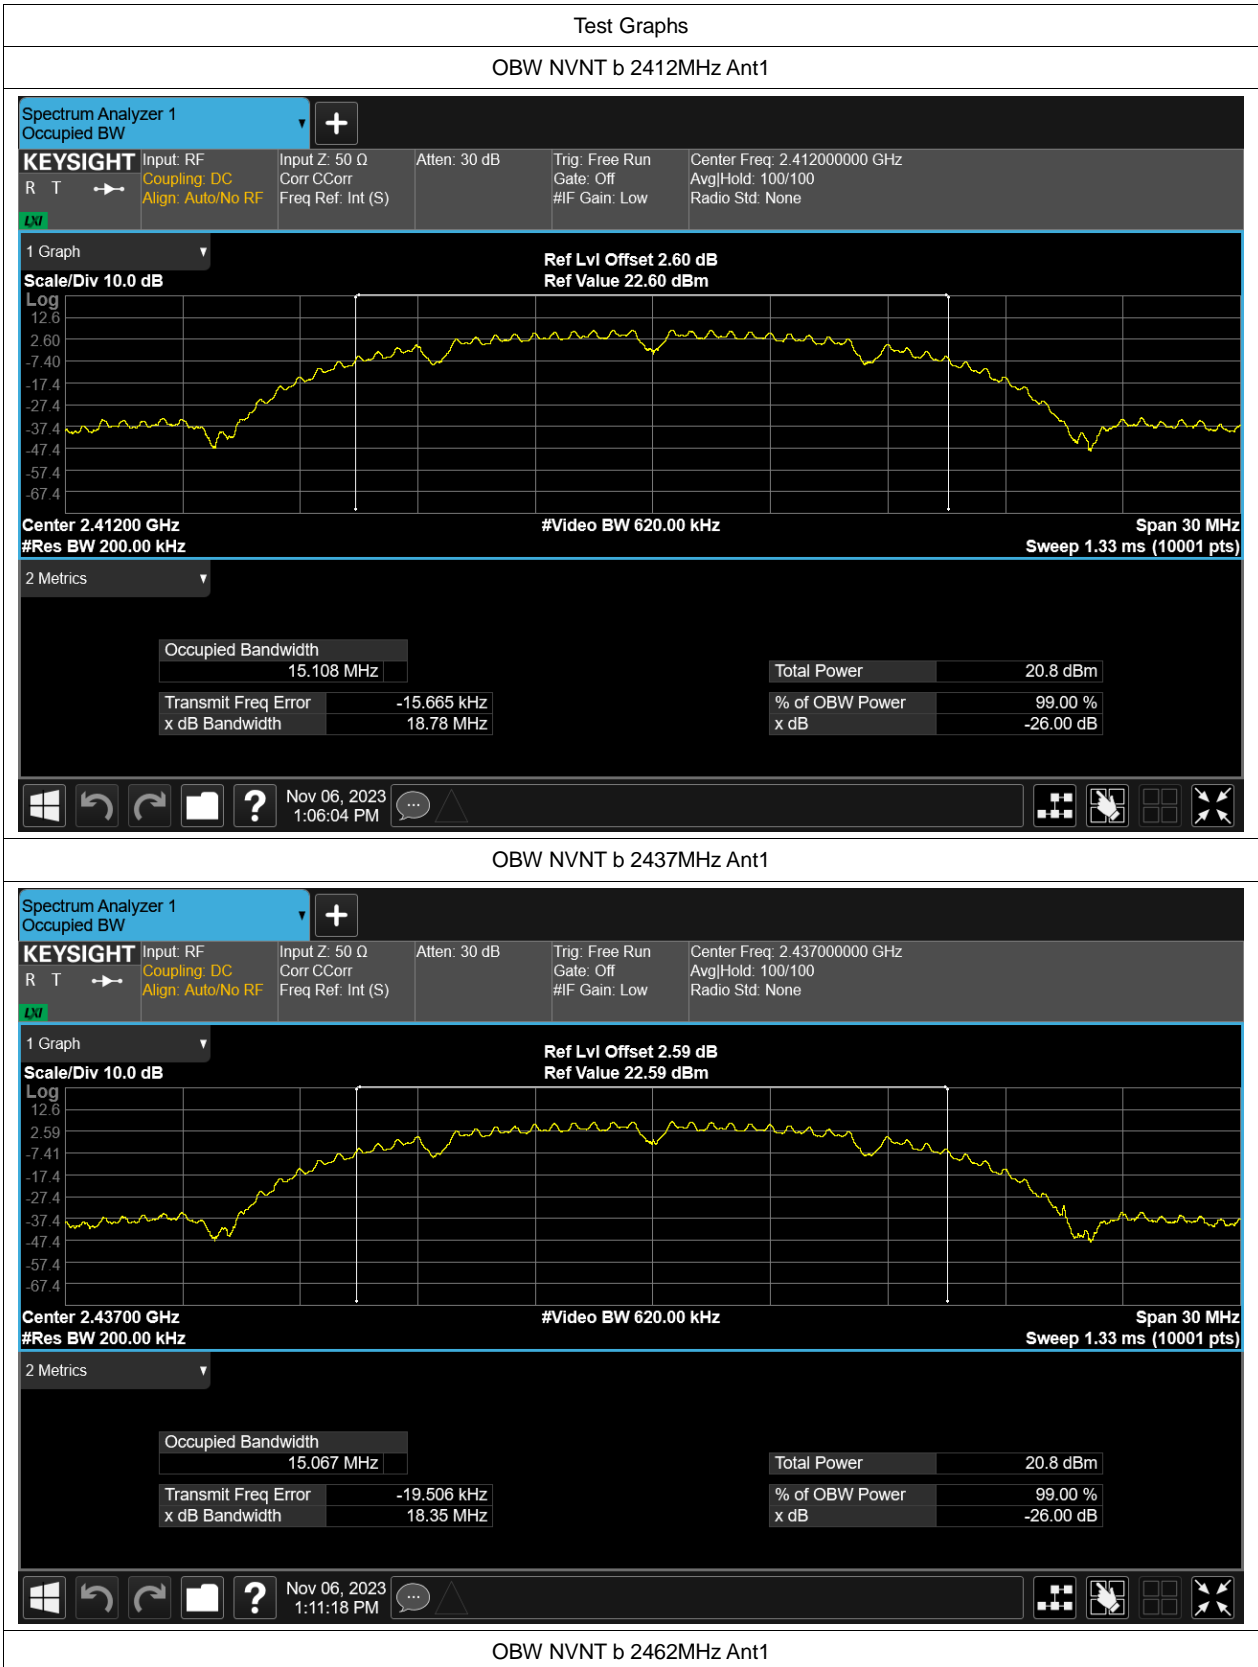 Test Graphs
OBW NVNT b 2412MHz Ant1
Spectrum Analyzer 1
Occupied BW
KEYSIGHT Input: RF Input Z: 50 Ω Atten: 30 dB Trig: Free Run Center Freq: 2.412000000 GHz
R T Coupling: DC Corr CCorr Gate: Off Avg|Hold: 100/100
Align: Auto/No RF Freq Ref: Int (S) #IF Gain: Low Radio Std: None
LXI
1 Graph
Ref Lvl Offset 2.60 dB
Scale/Div 10.0 dB Ref Value 22.60 dBm
Log
12.6
2.60
-7.40
-17.4
-27.4
-37.4
-47.4
-57.4
-67.4
Center 2.41200 GHz #Video BW 620.00 kHz Span 30 MHz
#Res BW 200.00 kHz Sweep 1.33 ms (10001 pts)
2 Metrics
Occupied Bandwidth
15.108 MHz Total Power 20.8 dBm
Transmit Freq Error -15.665 kHz % of OBW Power 99.00 %
x dB Bandwidth 18.78 MHz x dB -26.00 dB
? Nov 06, 2023
1:06:04 PM
OBW NVNT b 2437MHz Ant1
Spectrum Analyzer 1
Occupied BW
KEYSIGHT Input: RF Input Z: 50 Ω Atten: 30 dB Trig: Free Run Center Freq: 2.437000000 GHz
R T Coupling: DC Corr CCorr Gate: Off Avg|Hold: 100/100
Align: Auto/No RF Freq Ref: Int (S) #IF Gain: Low Radio Std: None
LXI
1 Graph
Ref Lvl Offset 2.59 dB
Scale/Div 10.0 dB Ref Value 22.59 dBm
Log
12.6
2.59
-7.41
-17.4
-27.4
-37.4
-47.4
-57.4
-67.4
Center 2.43700 GHz #Video BW 620.00 kHz Span 30 MHz
#Res BW 200.00 kHz Sweep 1.33 ms (10001 pts)
2 Metrics
Occupied Bandwidth
15.067 MHz Total Power 20.8 dBm
Transmit Freq Error -19.506 kHz % of OBW Power 99.00 %
x dB Bandwidth 18.35 MHz x dB -26.00 dB
? Nov 06, 2023
1:11:18 PM
OBW NVNT b 2462MHz Ant1